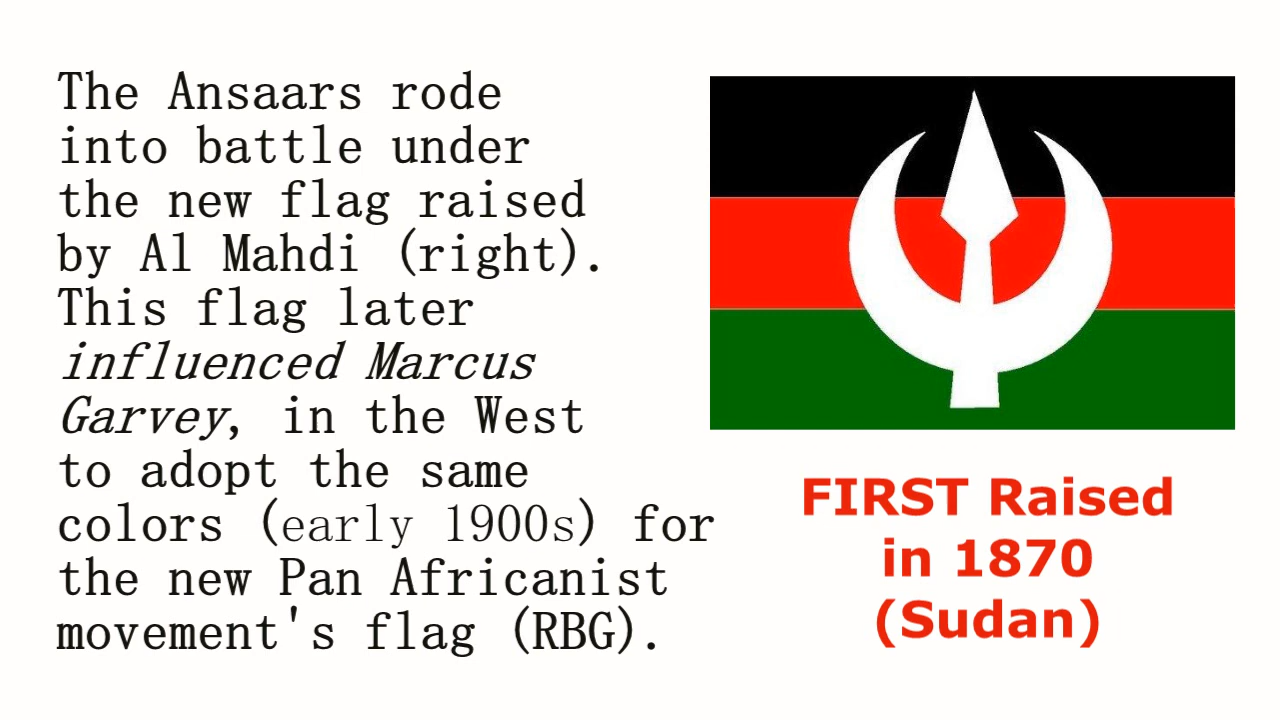 The Ansaars rode
into battle under
the new flag raised
by Al Mahdi (right).
This flag later
influenced Marcus
Garvey, in the West
to adopt the same
colors (early 1900s) for
the new Pan Africanist
movement's flag (RBG).
FIRST Raised
in 1870
(Sudan)